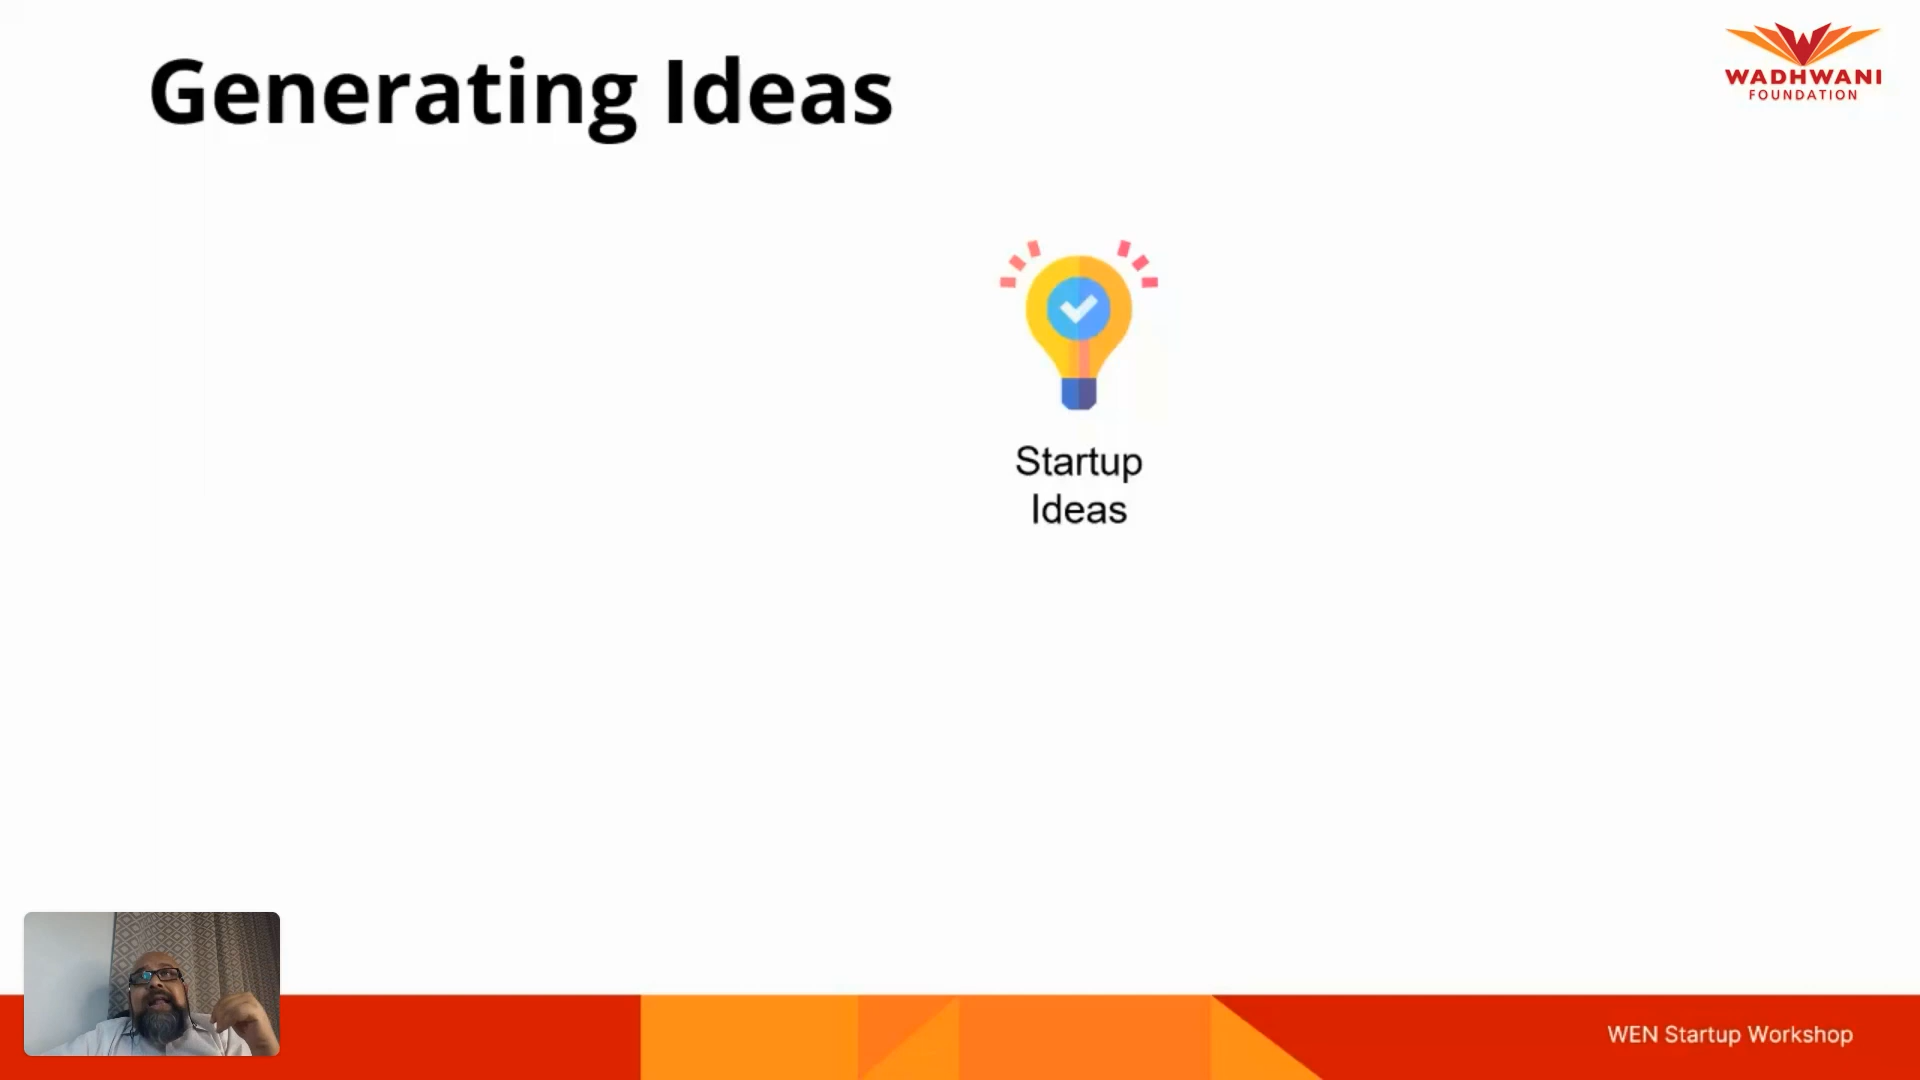 Generating Ideas
WADHWANI
FOUNDATION
Startup
Ideas
WEN Startup Workshop